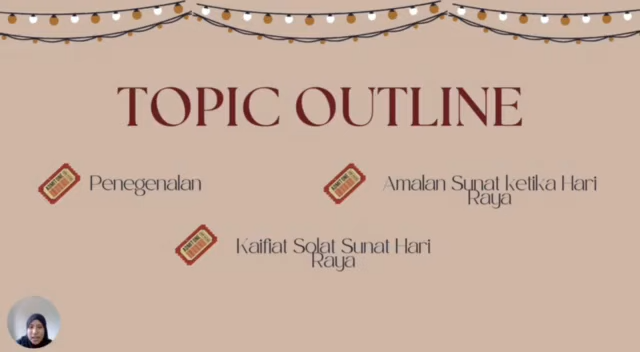 TOPIC OUTLINE
Penegenalan
Amalan Sunat ketika Hari
Raya
Kaifiat Solat Sunat Hari
Raya